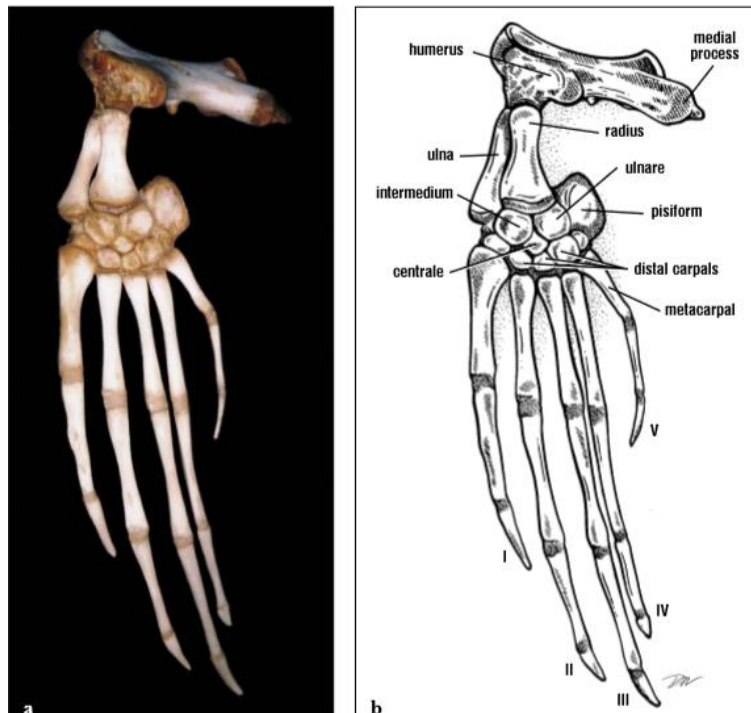 humerus
medial
process
radius
ulna
ulnare
intermedium
pisiform
centrale
distal carpals
metacarpal
V
I
IV
II
III
a
b